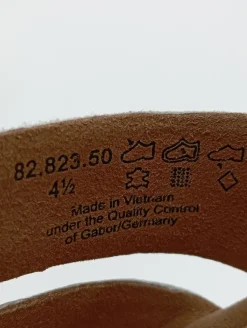 82.823.50
4½
Made in Vietnam
under the Quality Control
of Gabor/Germany